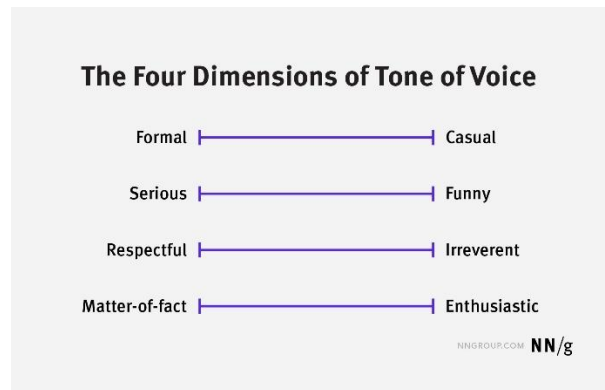 The Four Dimensions of Tone of Voice
Formal Casual
Serious Funny
Respectful Irreverent
Matter-of-fact Enthusiastic
NNGROUP.COM NN/g